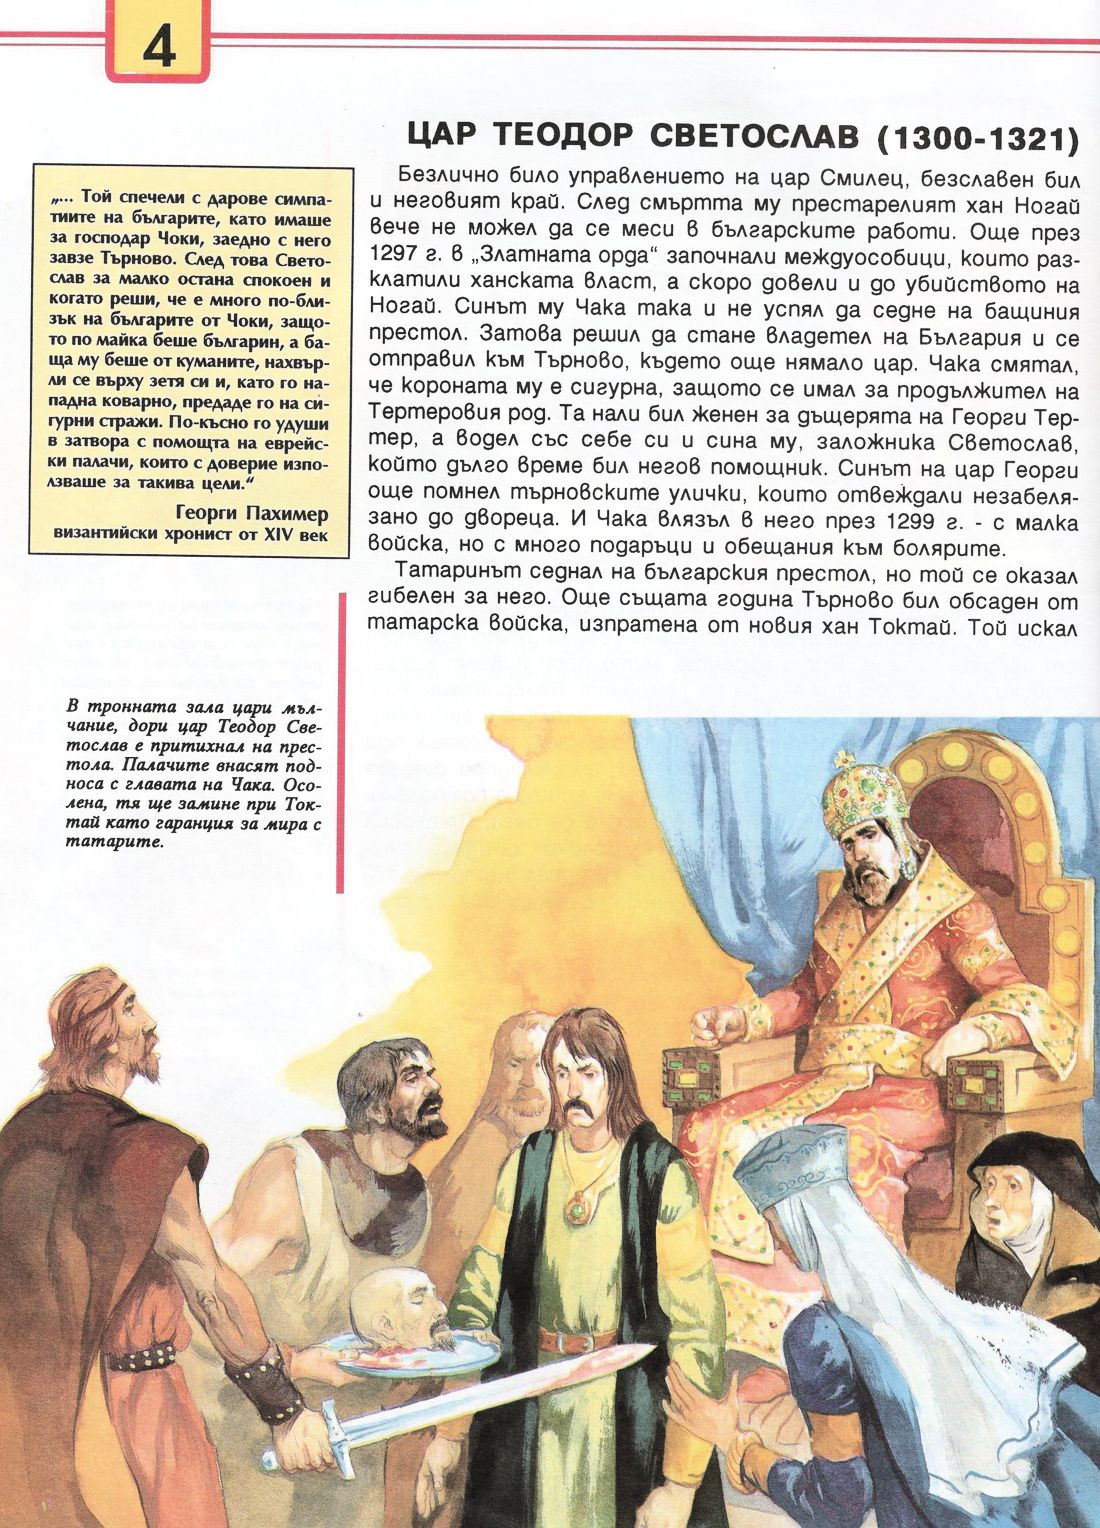 4
ЦАР ТЕОДОР СВЕТОСЛАВ (1300-1321)
„... Той спечели с дарове симпа-
тиите на българите, като имаше
за господар Чоки, заедно с него
завзе Търново. След това Свето-
слав за малко остана спокоен и
когато реши, че е много по-бли-
зък на българите от Чоки, защо-
то по майка беше българин, а ба-
ща му беше от куманите, нахвър-
ли се върху зетя си и, като го на-
падна коварно, предаде го на си-
гурни стражи. По-късно го удуши
в затвора с помощта на еврейс-
ки палачи, които с доверие изпо-
лзваше за такива цели.“
Георги Пахимер
византийски хронист от XIV век
Безлично било управлението на цар Смилец, безславен бил
и неговият край. След смъртта му престарелият хан Ногай
вече не можел да се меси в българските работи. Още през
1297 г. в „Златната орда“ започнали междуособици, които раз-
клатили ханската власт, а скоро довели и до убийството на
Ногай. Синът му Чака така и не успял да седне на бащиния
престол. Затова решил да стане владетел на България и се
отправил към Търново, където още нямало цар. Чака смятал,
че короната му е сигурна, защото се имал за продължител на
Тертеровия род. Та нали бил женен за дъщерята на Георги Тер-
тер, а водел със себе си и сина му, заложника Светослав,
който дълго време бил негов помощник. Синът на цар Георги
още помнел търновските улички, които отвеждали незабеля-
зано до двореца. И Чака влязъл в него през 1299 г. - с малка
войска, но с много подаръци и обещания към болярите.
Татаринът седнал на българския престол, но той се оказал
гибелен за него. Още същата година Търново бил обсаден от
татарска войска, изпратена от новия хан Токтай. Той искал
В тронната зала цари мъл-
чание, дори цар Теодор Све-
тослав е притихнал на прес-
тола. Палачите внасят под-
носа с главата на Чака. Осо-
лена, тя ще замине при Ток-
тай като гаранция за мира с
татарите.